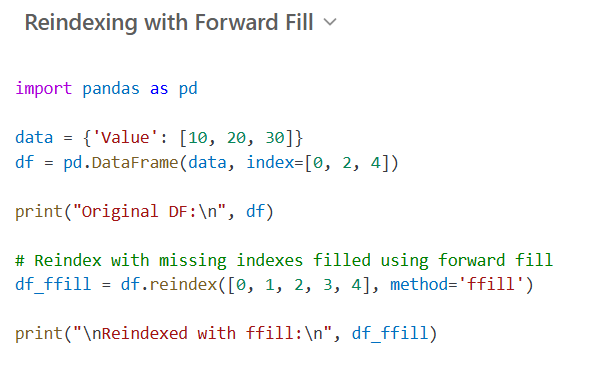 Reindexing with Forward Fill
import pandas as pd
data = {'Value': [10, 20, 30]}
df = pd.DataFrame(data, index=[0, 2, 4])
print("Original DF:\n", df)
# Reindex with missing indexes filled using forward fill
df_ffill = df.reindex([0, 1, 2, 3, 4], method='ffill')
print("\nReindexed with ffill:\n", df_ffill)